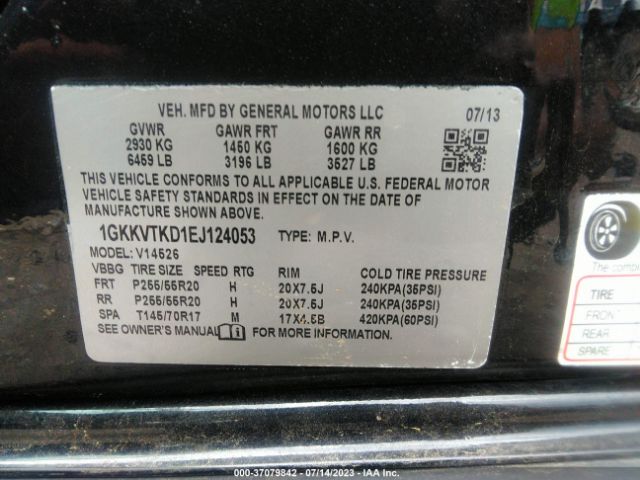 VEH. MFD BY GENERAL MOTORS LLC 07/13
GVWR GAWR FRT GAWR RR
2930 KG 1450 KG 1600 KG
6459 LB 3196 LB 3527 LB
THIS VEHICLE CONFORMS TO ALL APPLICABLE U.S. FEDERAL MOTOR
VEHICLE SAFETY STANDARDS IN EFFECT ON THE DATE OF
MANUFACTURE SHOWN ABOVE.
1GKKVTKD1EJ124053 TYPE: M.P.V.
MODEL: V14526
VBBG TIRE SIZE SPEED RTG RIM COLD TIRE PRESSURE
FRT P255/55R20 H 20X7.5J 240KPA(35PSI)
RR P255/55R20 H 20X7.5J 240KPA(35PSI)
SPA T145/70R17 M 17X4.5B 420KPA(60PSI)
SEE OWNER'S MANUAL FOR MORE INFORMATION.
The combi
TIRE
FRONT
REAR
SPARE
000-37079842 - 07/14/2023 - IAA Inc.